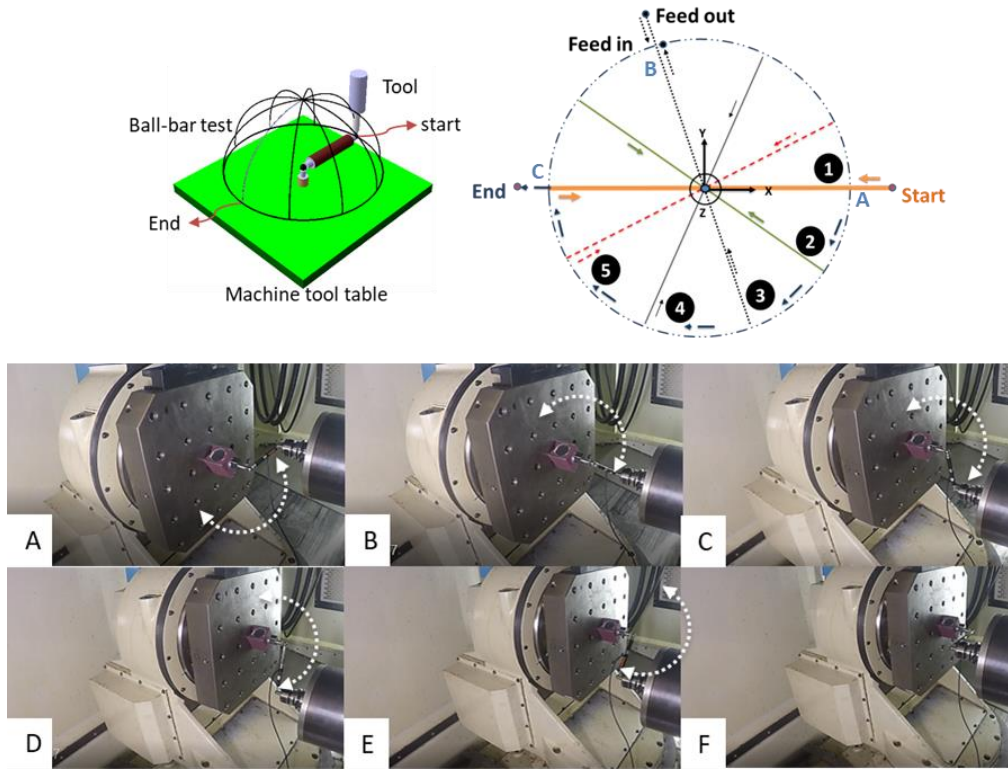 Tool
Ball-bar test
start
End
Machine tool table
Feed out
Feed in
B
Y
C
1
End
X
A
Start
Z
2
5
3
4
A
B
C
D
E
F